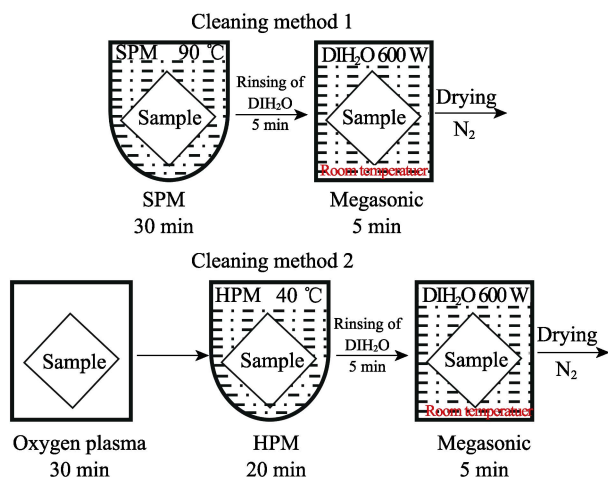 Cleaning method 1
SPM 90 ℃
Sample
SPM
30 min
Rinsing of
DIH₂O
5 min
DIH₂O 600 W
Sample
Room temperatuer
Megasonic
5 min
Drying
N₂
Cleaning method 2
Sample
Oxygen plasma
30 min
HPM 40 ℃
Sample
HPM
20 min
Rinsing of
DIH₂O
5 min
DIH₂O 600 W
Sample
Room temperatuer
Megasonic
5 min
Drying
N₂